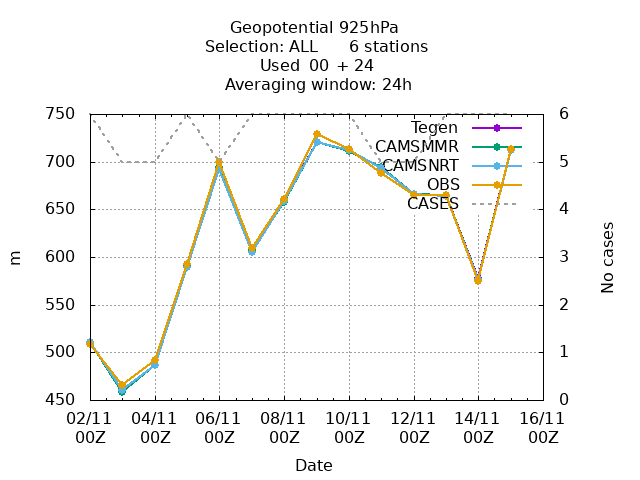 Geopotential 925hPa
Selection: ALL 6 stations
Used 00 + 24
Averaging window: 24h
750
700
650
600
550
500
450
m
6
5
4
3
2
1
0
No cases
Tegen
CAMSMMR
CAMSNRT
OBS
CASES
02/11 04/11 06/11 08/11 10/11 12/11 14/11 16/11
00Z 00Z 00Z 00Z 00Z 00Z 00Z 00Z
Date